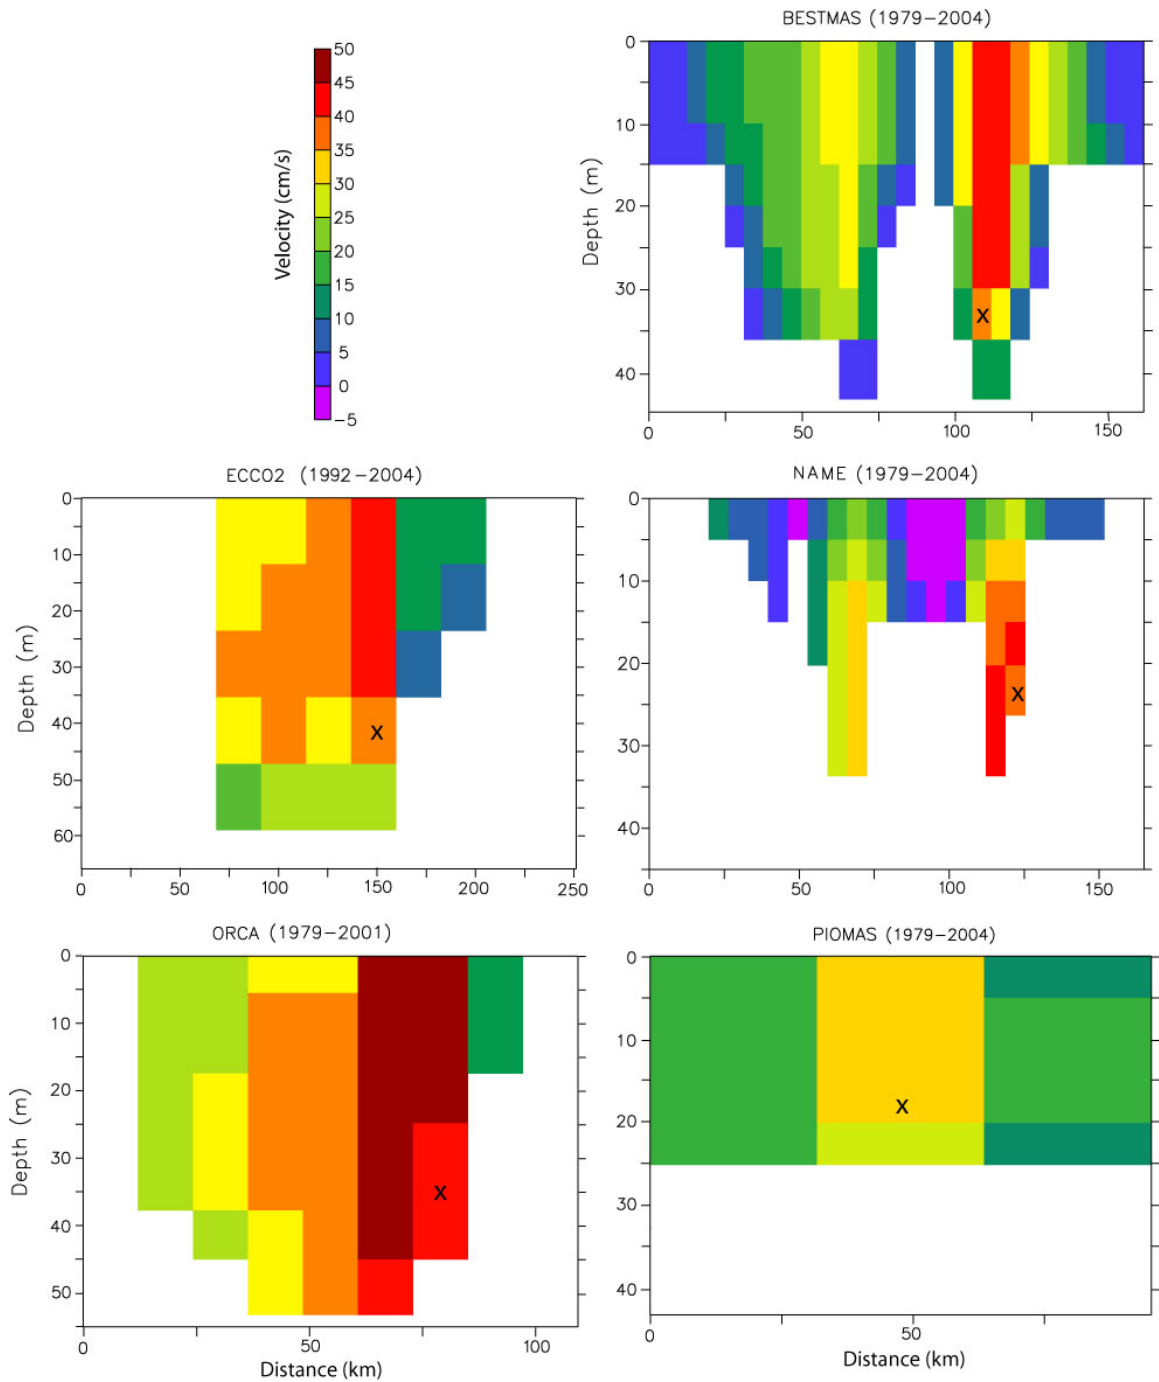 BESTMAS (1979-2004)
50
45
40
35
30
25
20
15
10
5
0
-5
Velocity (cm/s)
0
10
20
30
40
Depth (m)
x
0 50 100 150
ECCO2 (1992-2004)
0
10
20
30
40
50
60
Depth (m)
x
0 50 100 150 200 250
NAME (1979-2004)
0
10
20
30
40
x
0 50 100 150
ORCA (1979-2001)
0
10
20
30
40
50
Depth (m)
x
0 50 100
Distance (km)
PIOMAS (1979-2004)
0
10
20
30
40
x
0 50
Distance (km)